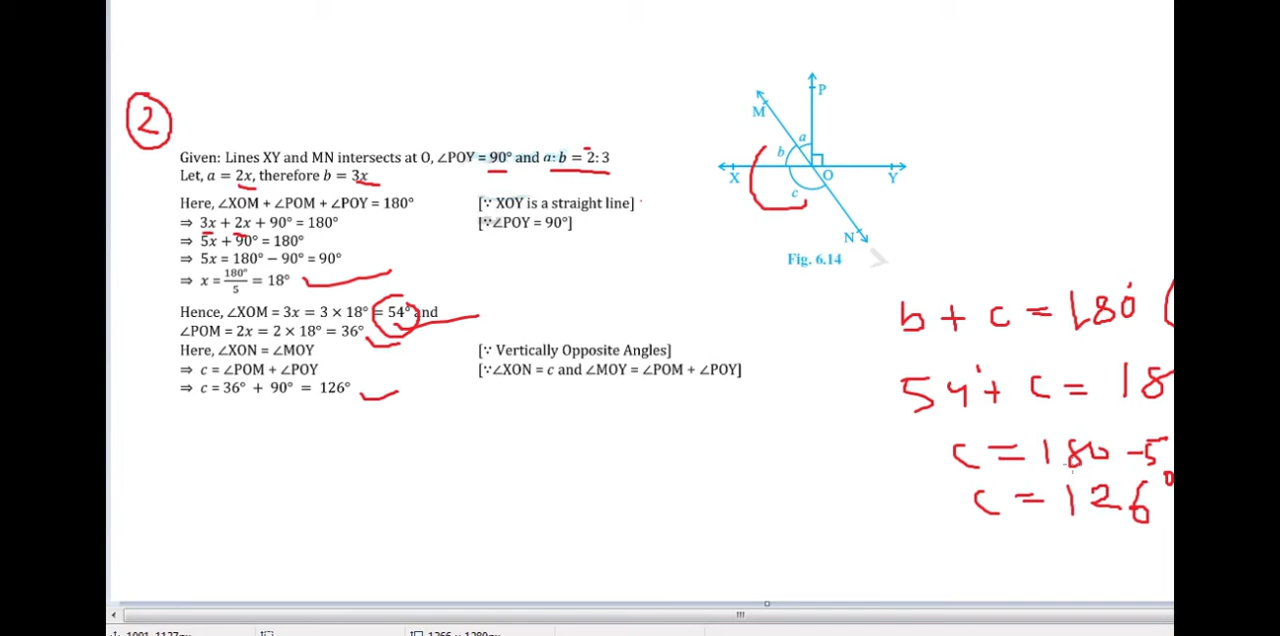 2
Given: Lines XY and MN intersects at O, ∠POY = 90° and a: b = 2: 3
Let, a = 2x, therefore b = 3x
Here, ∠XOM + ∠POM + ∠POY = 180° [∵ XOY is a straight line]
⇒ 3x + 2x + 90° = 180° [∵∠POY = 90°]
⇒ 5x + 90° = 180°
⇒ 5x = 180° − 90° = 90°
⇒ x = 180°/5 = 18°
Hence, ∠XOM = 3x = 3 × 18° = 54° and
∠POM = 2x = 2 × 18° = 36°
Here, ∠XON = ∠MOY [∵ Vertically Opposite Angles]
⇒ c = ∠POM + ∠POY [∵∠XON = c and ∠MOY = ∠POM + ∠POY]
⇒ c = 36° + 90° = 126°
P
M
a
b
X
O
Y
c
N
Fig. 6.14
b + c = 180° (
54° + c = 18
c = 180 - 5
c = 126°